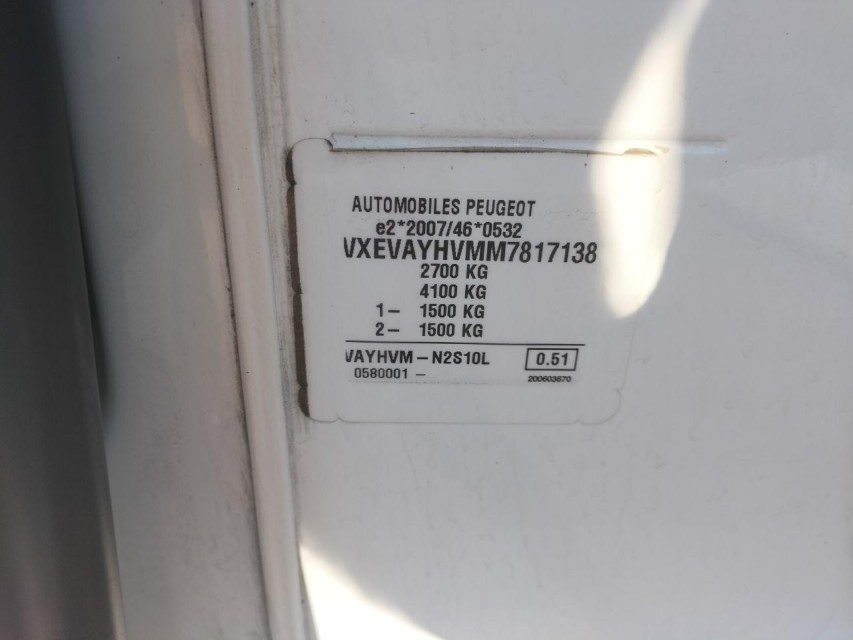 AUTOMOBILES PEUGEOT
e2*2007/46*0532
VXEVAYHVMM7817138
2700 KG
4100 KG
1– 1500 KG
2– 1500 KG
VAYHVM – N2S10L 0.51
0580001 – 200603670